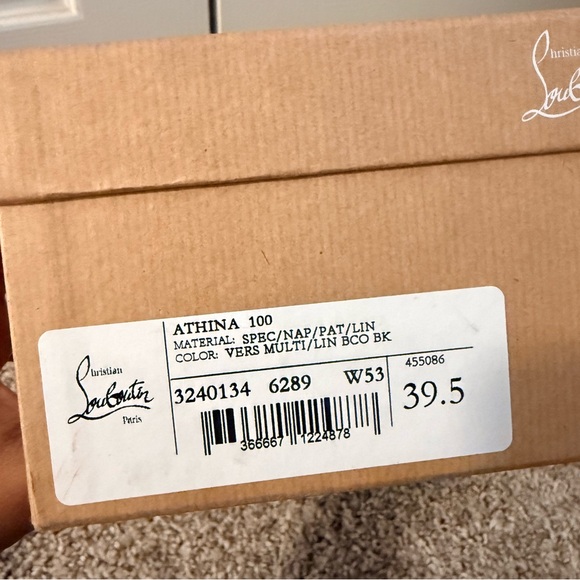 Christian
Loub
ATHINA 100
MATERIAL: SPEC/NAP/PAT/LIN
COLOR: VERS MULTI/LIN BCO BK
Christian
Louboutin
Paris
3240134 6289 W53
455086
39.5
366667 1224878